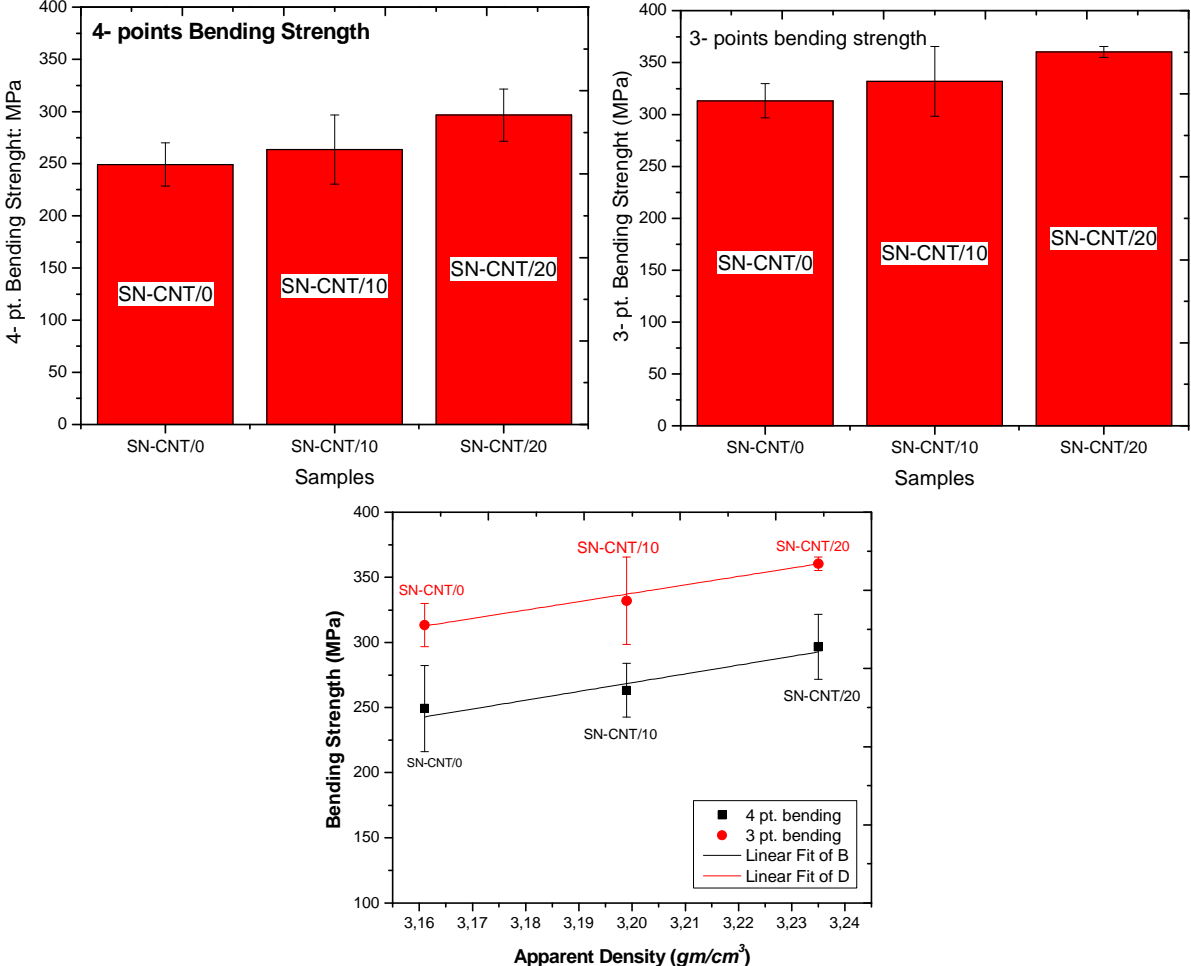 4- points Bending Strength
4- pt. Bending Strenght: MPa
400
350
300
250
200
150
100
50
0
SN-CNT/0
SN-CNT/10
SN-CNT/20
SN-CNT/0
SN-CNT/10
SN-CNT/20
Samples
3- points bending strength
3- pt. Bending Strenght (MPa)
400
350
300
250
200
150
100
50
0
SN-CNT/0
SN-CNT/10
SN-CNT/20
SN-CNT/0
SN-CNT/10
SN-CNT/20
Samples
Bending Strength (MPa)
400
350
300
250
200
150
100
SN-CNT/0
SN-CNT/10
SN-CNT/20
SN-CNT/0
SN-CNT/10
SN-CNT/20
4 pt. bending
3 pt. bending
Linear Fit of B
Linear Fit of D
3,16 3,17 3,18 3,19 3,20 3,21 3,22 3,23 3,24
Apparent Density (gm/cm³)